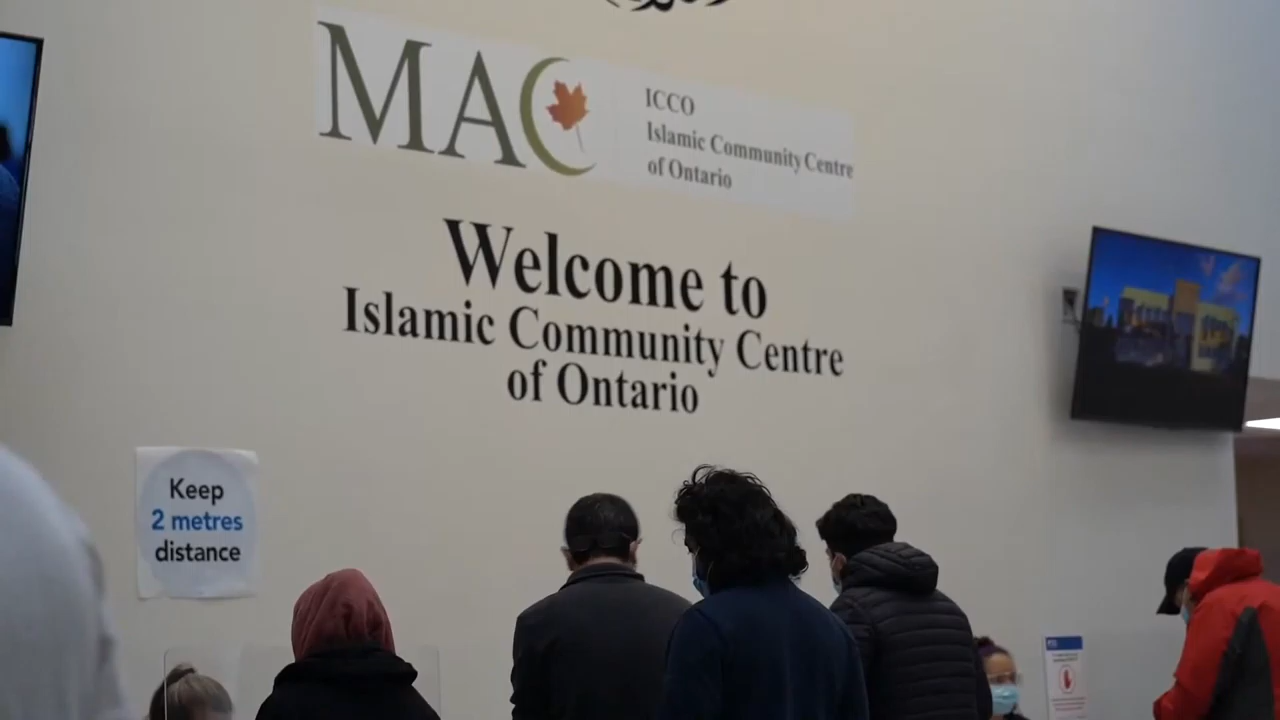 MAC
ICCO
Islamic Community Centre
of Ontario
Welcome to
Islamic Community Centre
of Ontario
Keep
2 metres
distance